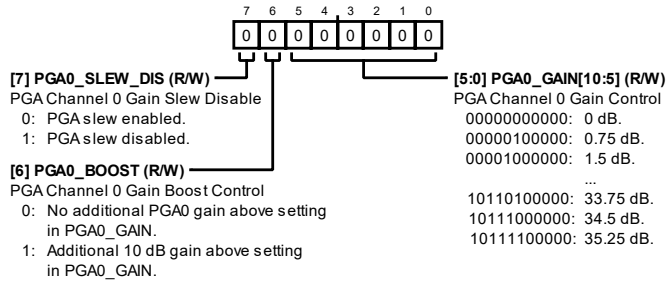 7 6 5 4 3 2 1 0
0 0 0 0 0 0 0 0
[7] PGA0_SLEW_DIS (R/W)
PGA Channel 0 Gain Slew Disable
0: PGA slew enabled.
1: PGA slew disabled.
[6] PGA0_BOOST (R/W)
PGA Channel 0 Gain Boost Control
0: No additional PGA0 gain above setting
in PGA0_GAIN.
1: Additional 10 dB gain above setting
in PGA0_GAIN.
[5:0] PGA0_GAIN[10:5] (R/W)
PGA Channel 0 Gain Control
00000000000: 0 dB.
00000100000: 0.75 dB.
00001000000: 1.5 dB.
...
10110100000: 33.75 dB.
10111000000: 34.5 dB.
10111100000: 35.25 dB.